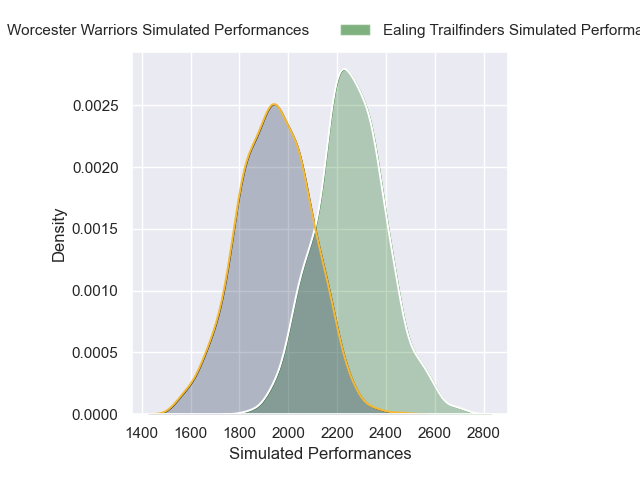 Worcester Warriors Simulated Performances
Ealing Trailfinders Simulated Performa
0.0025
0.0020
0.0015
0.0010
0.0005
0.0000
Density
1400 1600 1800 2000 2200 2400 2600 2800
Simulated Performances